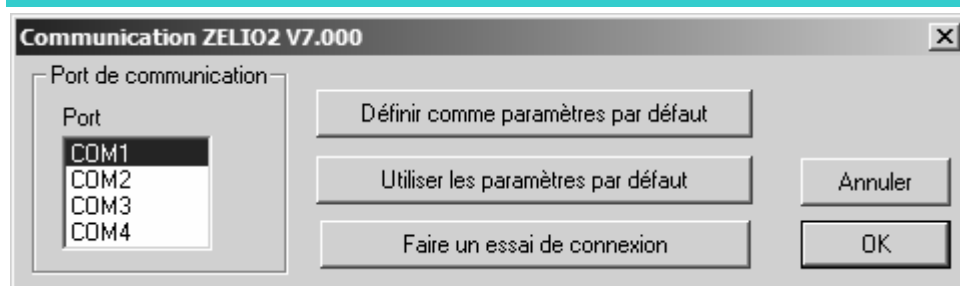 Communication ZELIO2 V7.000
Port de communication
Port
COM1
COM2
COM3
COM4
Définir comme paramètres par défaut
Utiliser les paramètres par défaut
Faire un essai de connexion
Annuler
OK